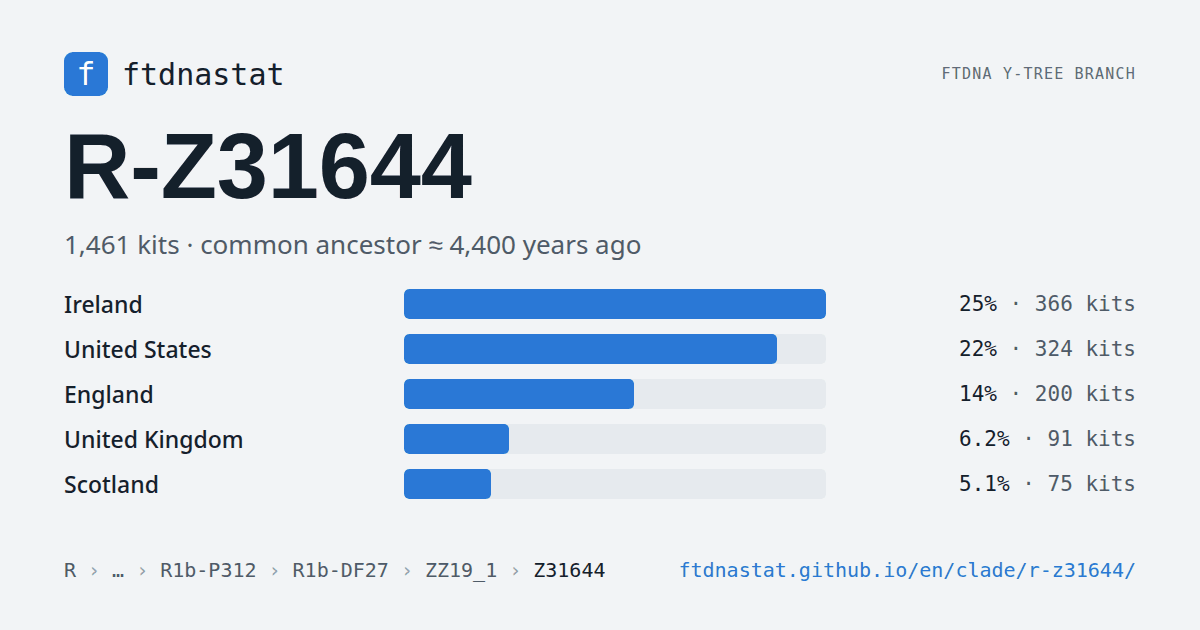 f ftdnastat
FTDNA Y-TREE BRANCH
R-Z31644
1,461 kits · common ancestor ≈ 4,400 years ago
Ireland 25% · 366 kits
United States 22% · 324 kits
England 14% · 200 kits
United Kingdom 6.2% · 91 kits
Scotland 5.1% · 75 kits
R › … › R1b-P312 › R1b-DF27 › ZZ19_1 › Z31644
ftdnastat.github.io/en/clade/r-z31644/